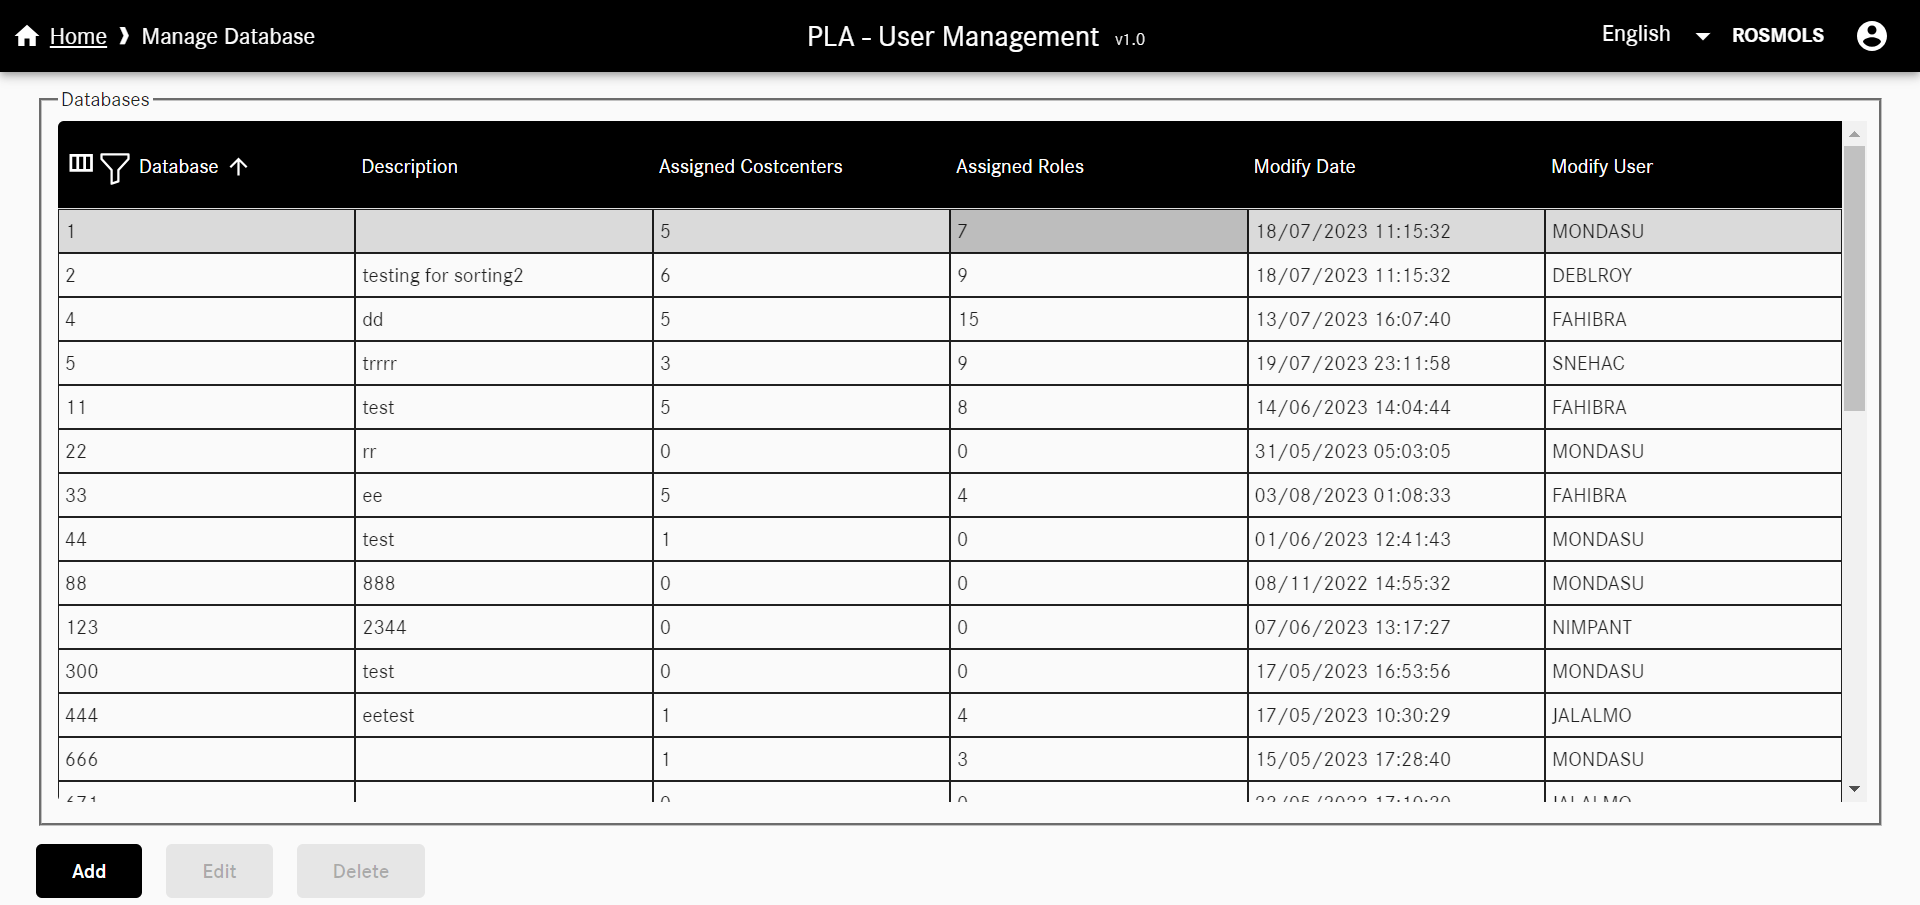 Home ❱ Manage Database
PLA - User Management v1.0
English
ROSMOLS
Databases
Database Description Assigned Costcenters Assigned Roles Modify Date Modify User
1 5 7 18/07/2023 11:15:32 MONDASU
2 testing for sorting2 6 9 18/07/2023 11:15:32 DEBLROY
4 dd 5 15 13/07/2023 16:07:40 FAHIBRA
5 trrrr 3 9 19/07/2023 23:11:58 SNEHAC
11 test 5 8 14/06/2023 14:04:44 FAHIBRA
22 rr 0 0 31/05/2023 05:03:05 MONDASU
33 ee 5 4 03/08/2023 01:08:33 FAHIBRA
44 test 1 0 01/06/2023 12:41:43 MONDASU
88 888 0 0 08/11/2022 14:55:32 MONDASU
123 2344 0 0 07/06/2023 13:17:27 NIMPANT
300 test 0 0 17/05/2023 16:53:56 MONDASU
444 eetest 1 4 17/05/2023 10:30:29 JALALMO
666 1 3 15/05/2023 17:28:40 MONDASU
Add Edit Delete